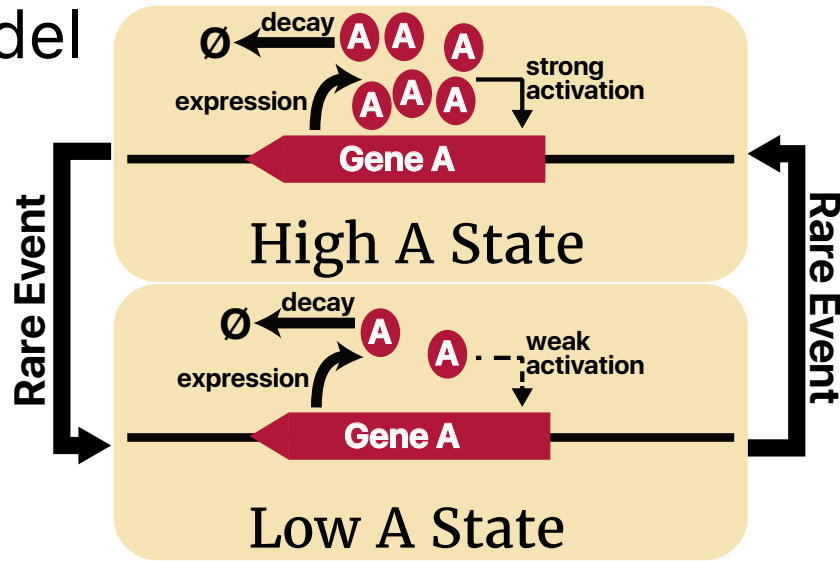 del
decay
Ø
A A A
expression
A A A
strong
activation
Gene A
High A State
Rare Event
Rare Event
decay
Ø
A
A
weak
activation
expression
Gene A
Low A State